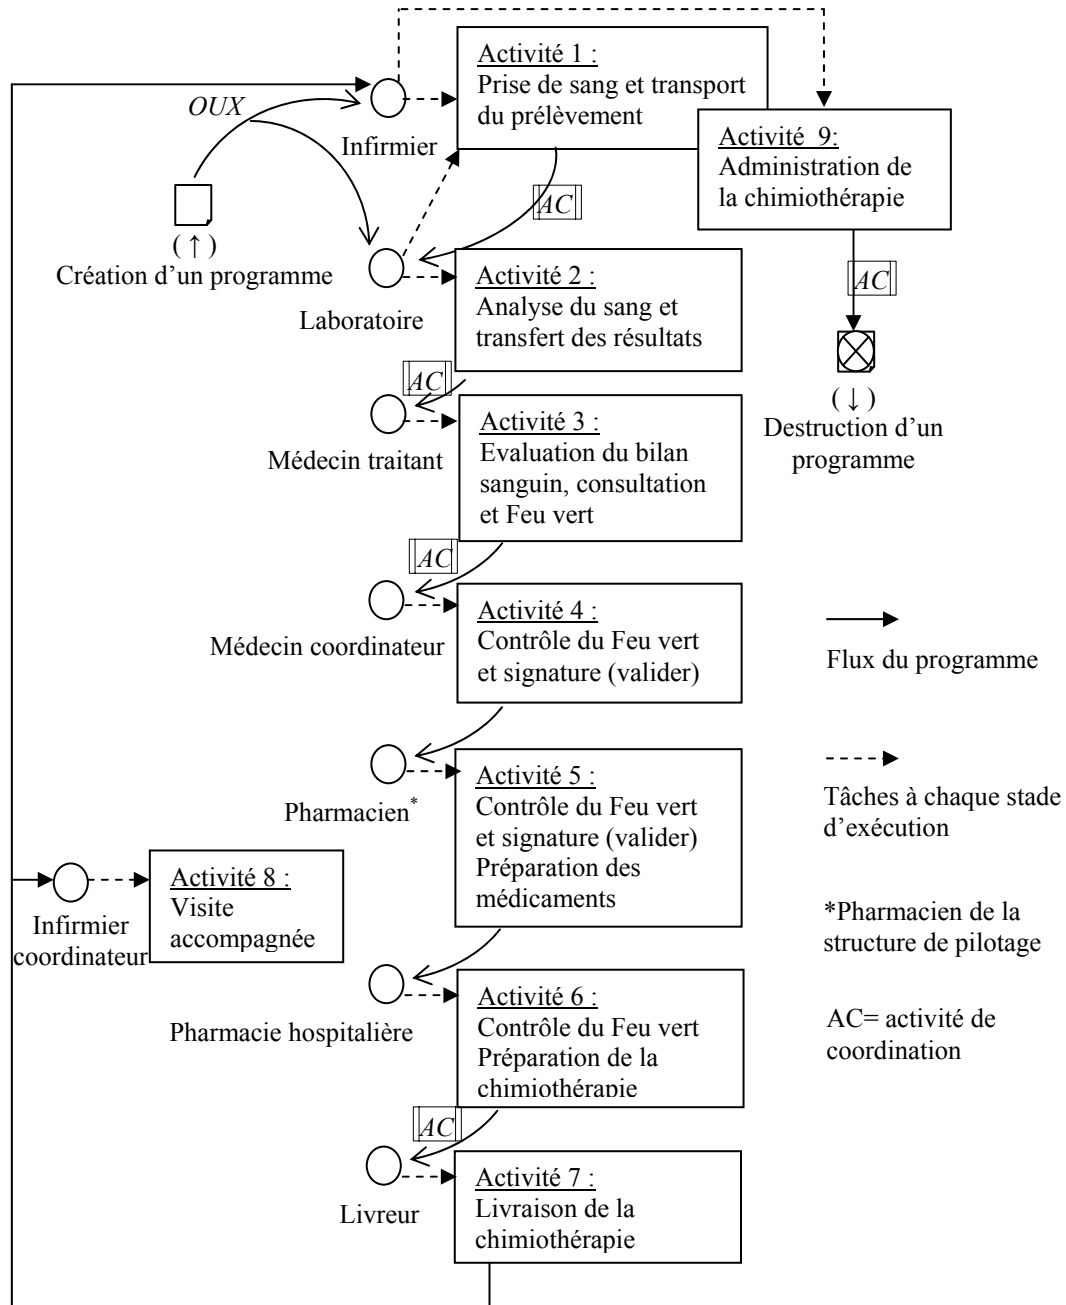 Activité 1 :
Prise de sang et transport
du prélèvement
OUX
Infirmier
Activité 9:
Administration de
la chimiothérapie
AC
( ↑ )
Création d'un programme
Laboratoire
Activité 2 :
Analyse du sang et
transfert des résultats
AC
( ↓ )
Destruction d'un
programme
AC
Médecin traitant
Activité 3 :
Evaluation du bilan
sanguin, consultation
et Feu vert
AC
Médecin coordinateur
Activité 4 :
Contrôle du Feu vert
et signature (valider)
Flux du programme
Pharmacien*
Activité 5 :
Contrôle du Feu vert
et signature (valider)
Préparation des
médicaments
Tâches à chaque stade
d'exécution
Infirmier
coordinateur
Activité 8 :
Visite
accompagnée
*Pharmacien de la
structure de pilotage
Pharmacie hospitalière
Activité 6 :
Contrôle du Feu vert
Préparation de la
chimiothérapie
AC= activité de
coordination
AC
Livreur
Activité 7 :
Livraison de la
chimiothérapie